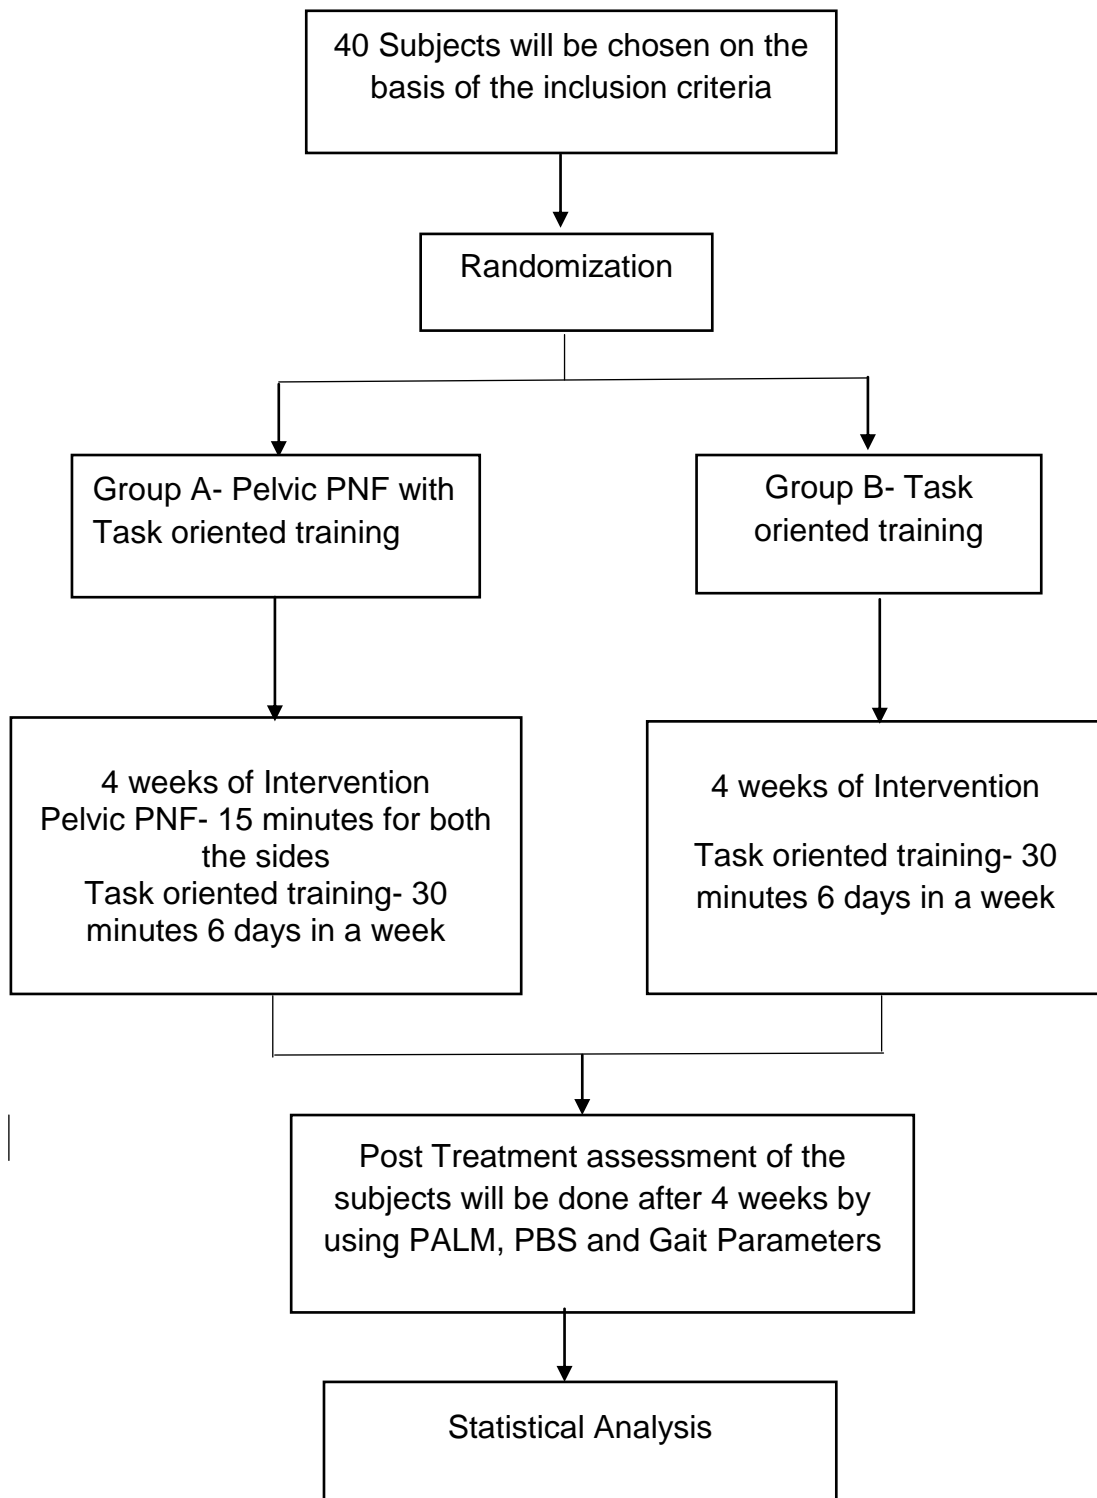 40 Subjects will be chosen on the
basis of the inclusion criteria
Randomization
Group A- Pelvic PNF with
Task oriented training
Group B- Task
oriented training
4 weeks of Intervention
Pelvic PNF- 15 minutes for both
the sides
Task oriented training- 30
minutes 6 days in a week
4 weeks of Intervention
Task oriented training- 30
minutes 6 days in a week
Post Treatment assessment of the
subjects will be done after 4 weeks by
using PALM, PBS and Gait Parameters
Statistical Analysis